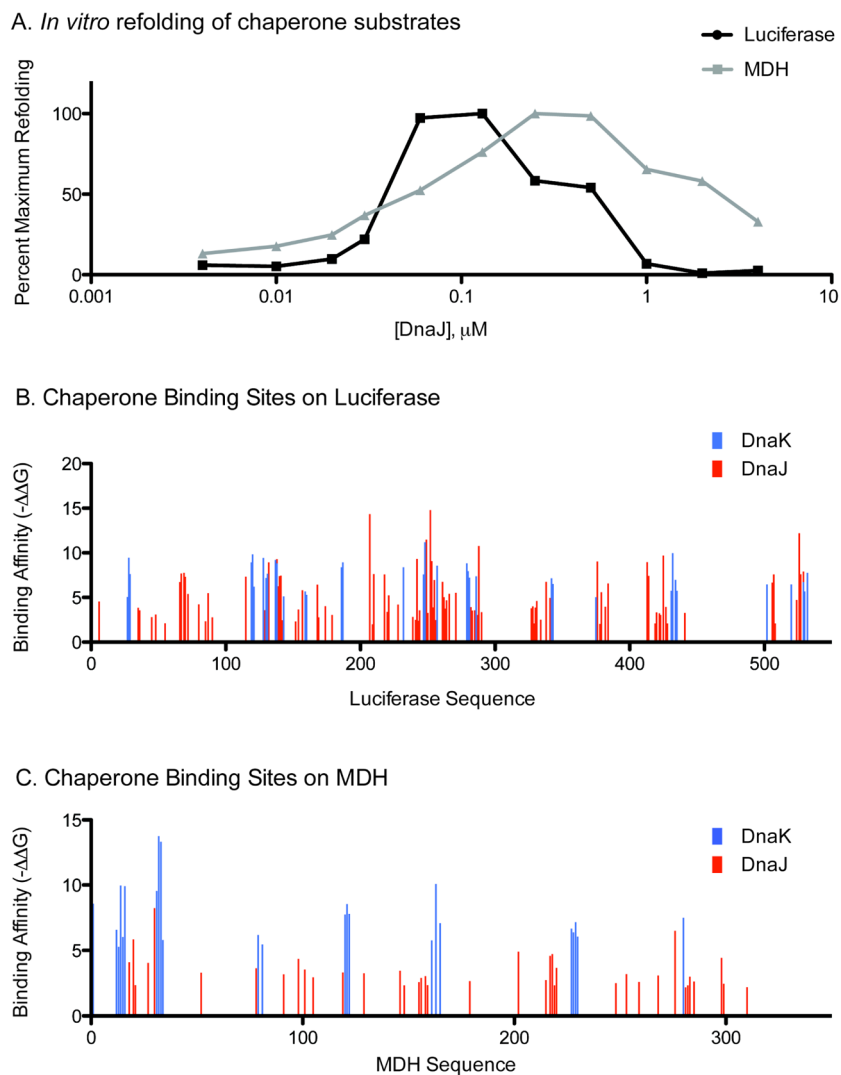 A. In vitro refolding of chaperone substrates
Luciferase
MDH
Percent Maximum Refolding
100
50
0
0.001
0.01
0.1
1
10
[DnaJ], μM
B. Chaperone Binding Sites on Luciferase
DnaK
DnaJ
Binding Affinity (-ΔΔG)
20
15
10
5
0
0
100
200
300
400
500
Luciferase Sequence
C. Chaperone Binding Sites on MDH
DnaK
DnaJ
Binding Affinity (-ΔΔG)
15
10
5
0
0
100
200
300
MDH Sequence